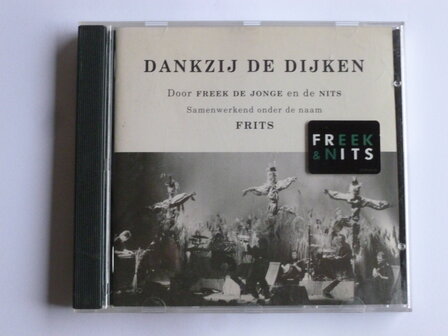 DANKZIJ DE DIJKEN
Door FREEK DE JONGE en de NITS
Samenwerkend onder de naam
FRITS
FREEK
& NITS